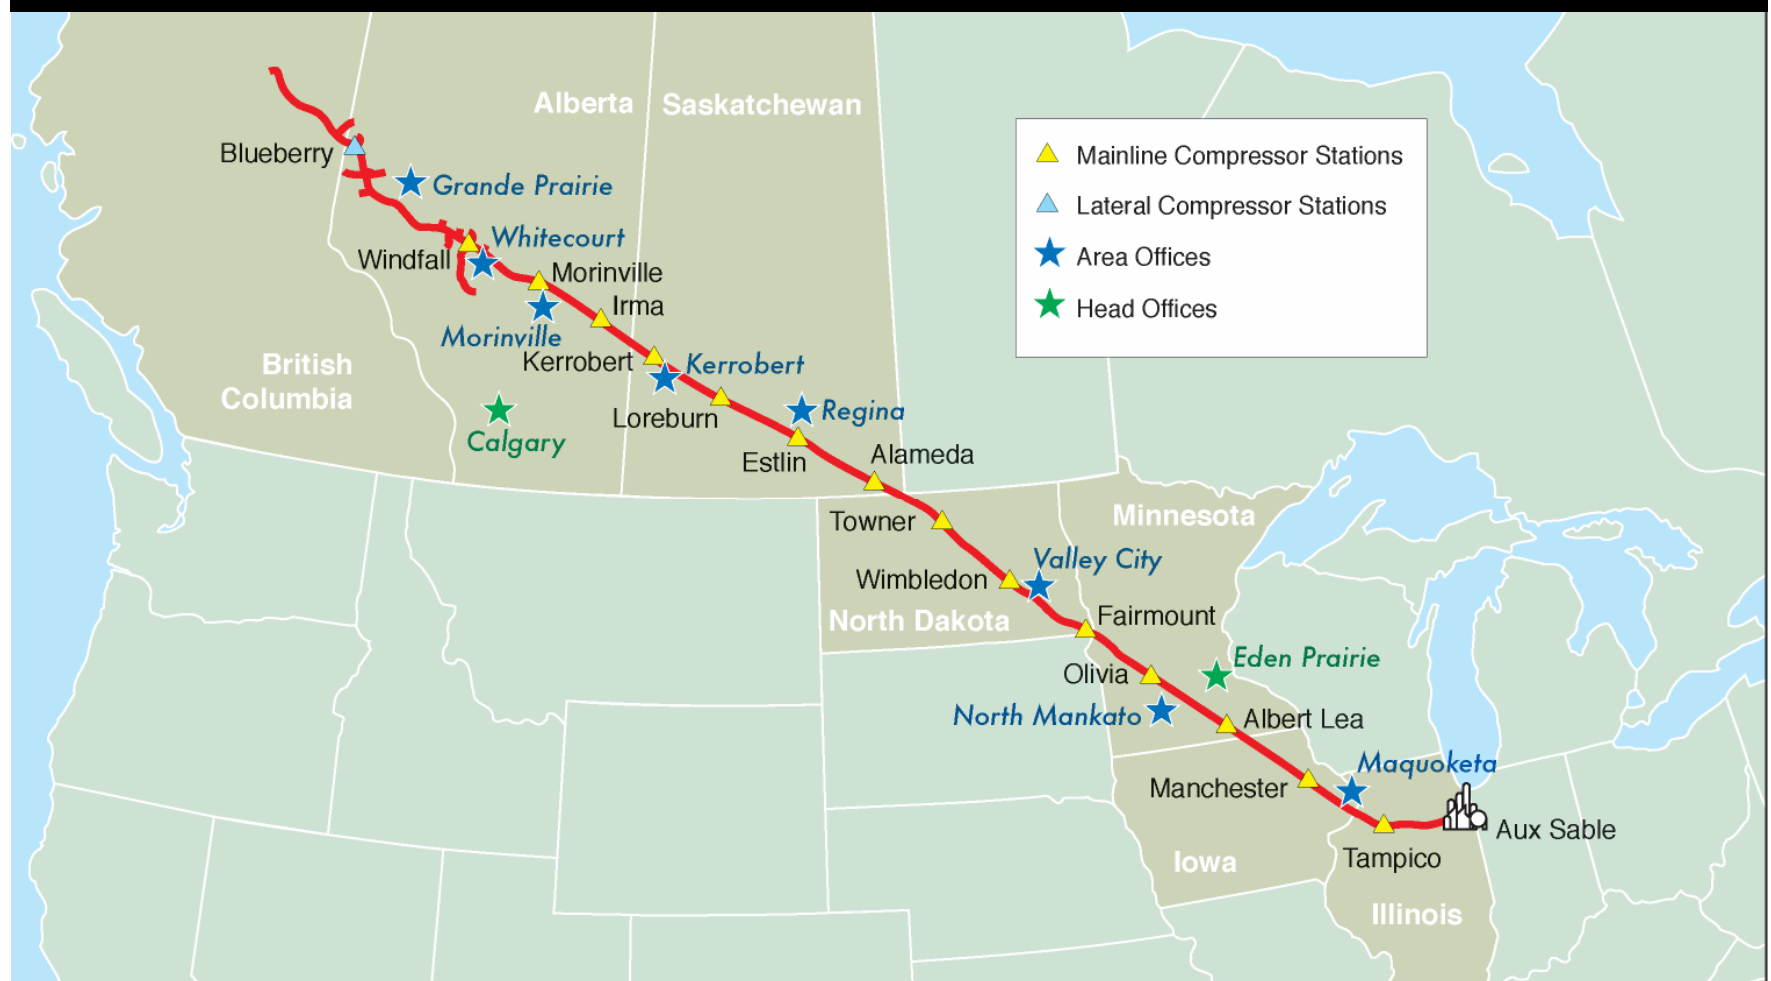 Alberta
Saskatchewan
Blueberry
Grande Prairie
Whitecourt
Windfall
Morinville
Irma
Morinville
Kerrobert
Kerrobert
British
Columbia
Loreburn
Regina
Calgary
Estlin
Alameda
Mainline Compressor Stations
Lateral Compressor Stations
Area Offices
Head Offices
Towner
Minnesota
Valley City
Wimbledon
North Dakota
Fairmount
Eden Prairie
Olivia
North Mankato
Albert Lea
Maquoketa
Manchester
Aux Sable
Tampico
Iowa
Illinois